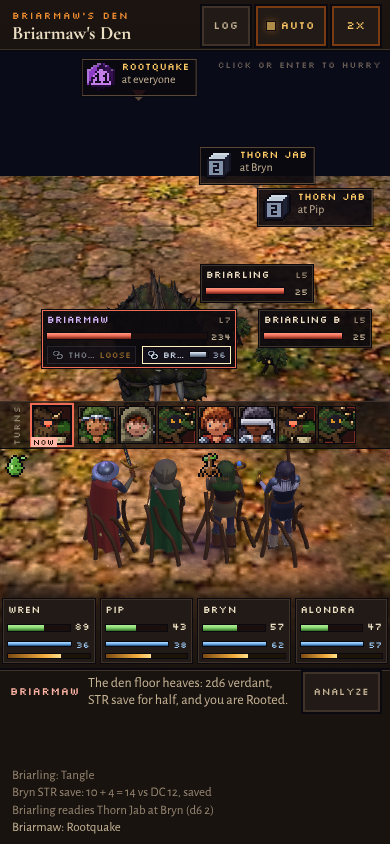 BRIARMAW'S DEN
Briarmaw's Den
LOG
AUTO
2X
CLICK OR ENTER TO HURRY
ROOTQUAKE
at everyone
THORN JAB
at Bryn
2
THORN JAB
at Pip
2
BRIARLING L5
25
BRIARMAW L7
234
THO... LOOSE
BR... 36
BRIARLING B L5
25
TURNS
NOW
WREN
89
36
PIP
43
38
BRYN
57
62
ALONDRA
47
57
BRIARMAW
The den floor heaves: 2d6 verdant,
STR save for half, and you are Rooted.
ANALYZE
Briarling: Tangle
Bryn STR save: 10 + 4 = 14 vs DC 12, saved
Briarling readies Thorn Jab at Bryn (d6 2)
Briarmaw: Rootquake